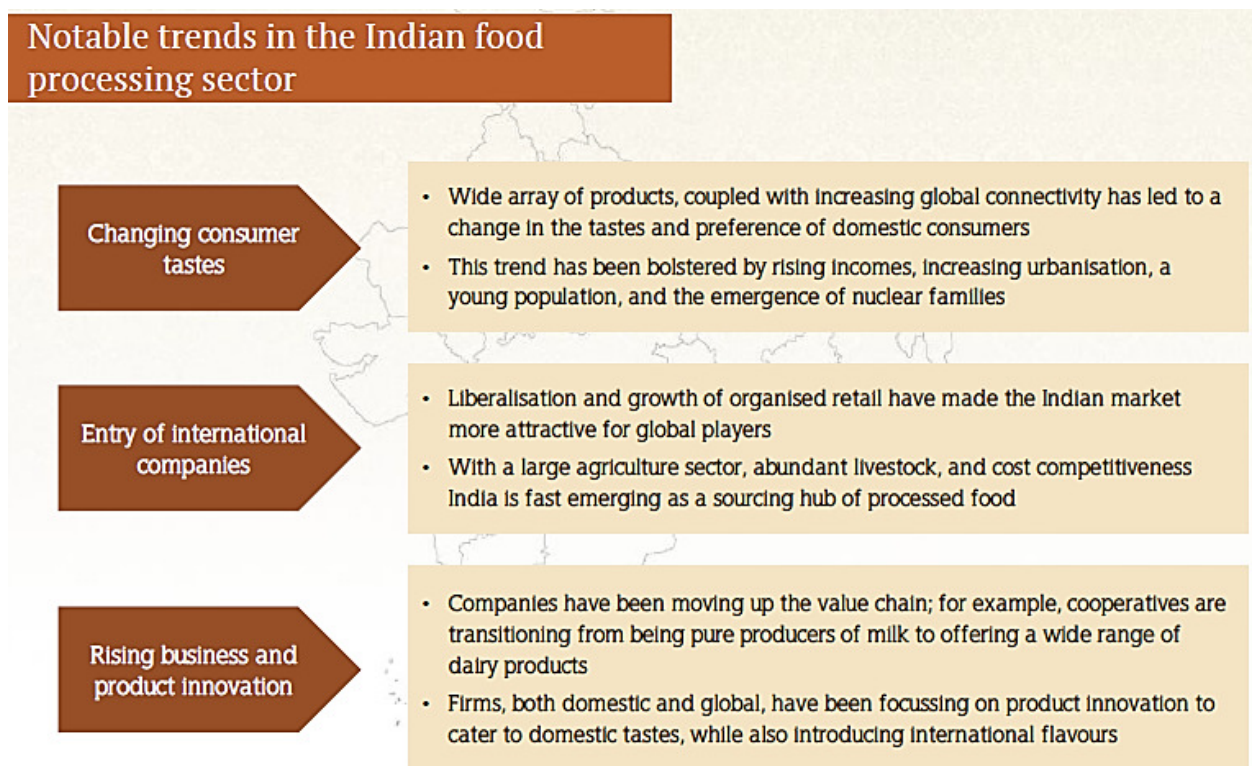 Notable trends in the Indian food
processing sector
Changing consumer
tastes
• Wide array of products, coupled with increasing global connectivity has led to a
change in the tastes and preference of domestic consumers
• This trend has been bolstered by rising incomes, increasing urbanisation, a
young population, and the emergence of nuclear families
Entry of international
companies
• Liberalisation and growth of organised retail have made the Indian market
more attractive for global players
• With a large agriculture sector, abundant livestock, and cost competitiveness
India is fast emerging as a sourcing hub of processed food
Rising business and
product innovation
• Companies have been moving up the value chain; for example, cooperatives are
transitioning from being pure producers of milk to offering a wide range of
dairy products
• Firms, both domestic and global, have been focussing on product innovation to
cater to domestic tastes, while also introducing international flavours